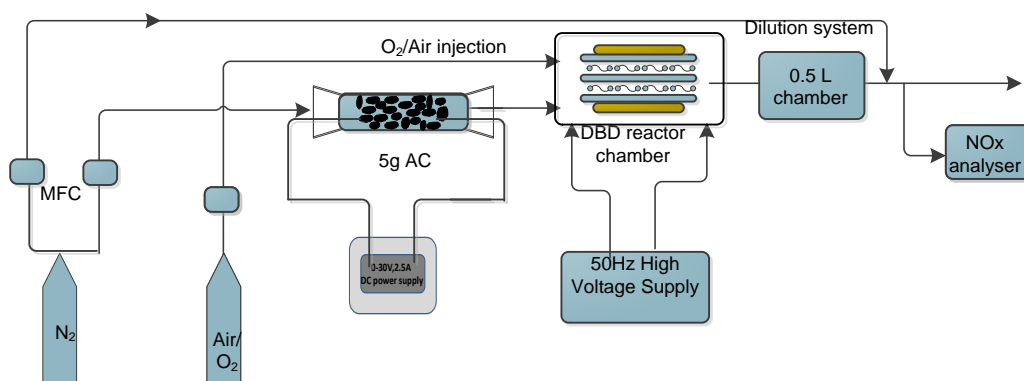 Dilution system
O₂/Air injection
0.5 L
chamber
DBD reactor
chamber
NOx
analyser
5g AC
MFC
0-30V,2.5A
DC power supply
50Hz High
Voltage Supply
N₂
Air/
O₂